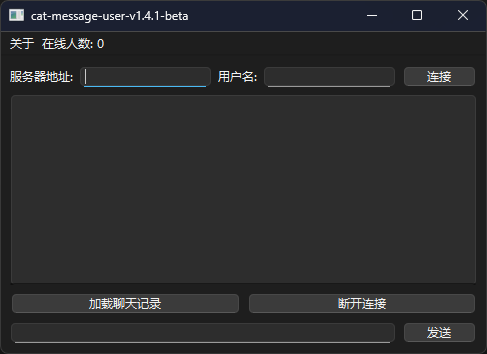 cat-message-user-v1.4.1-beta
关于 在线人数: 0
服务器地址: 用户名: 连接
加载聊天记录 断开连接
发送